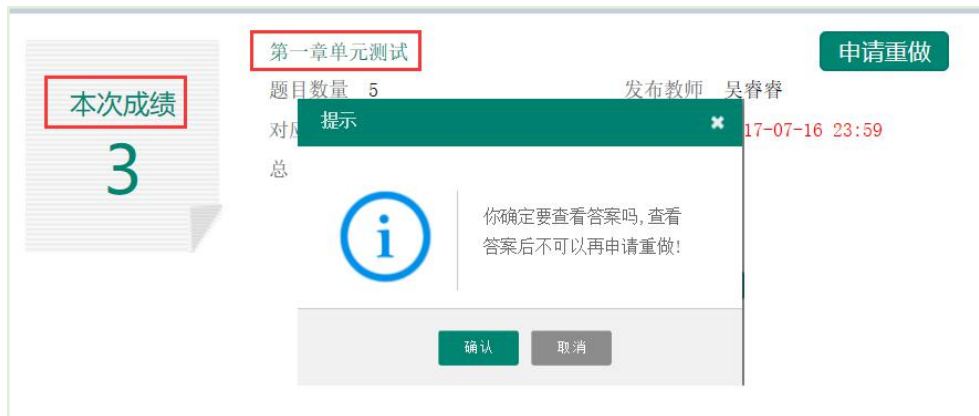 第一章单元测试
申请重做
本次成绩
3
题目数量 5 发布教师 吴睿睿
对
提示
17-07-16 23:59
总
你确定要查看答案吗,查看
答案后不可以再申请重做!
确认 取消